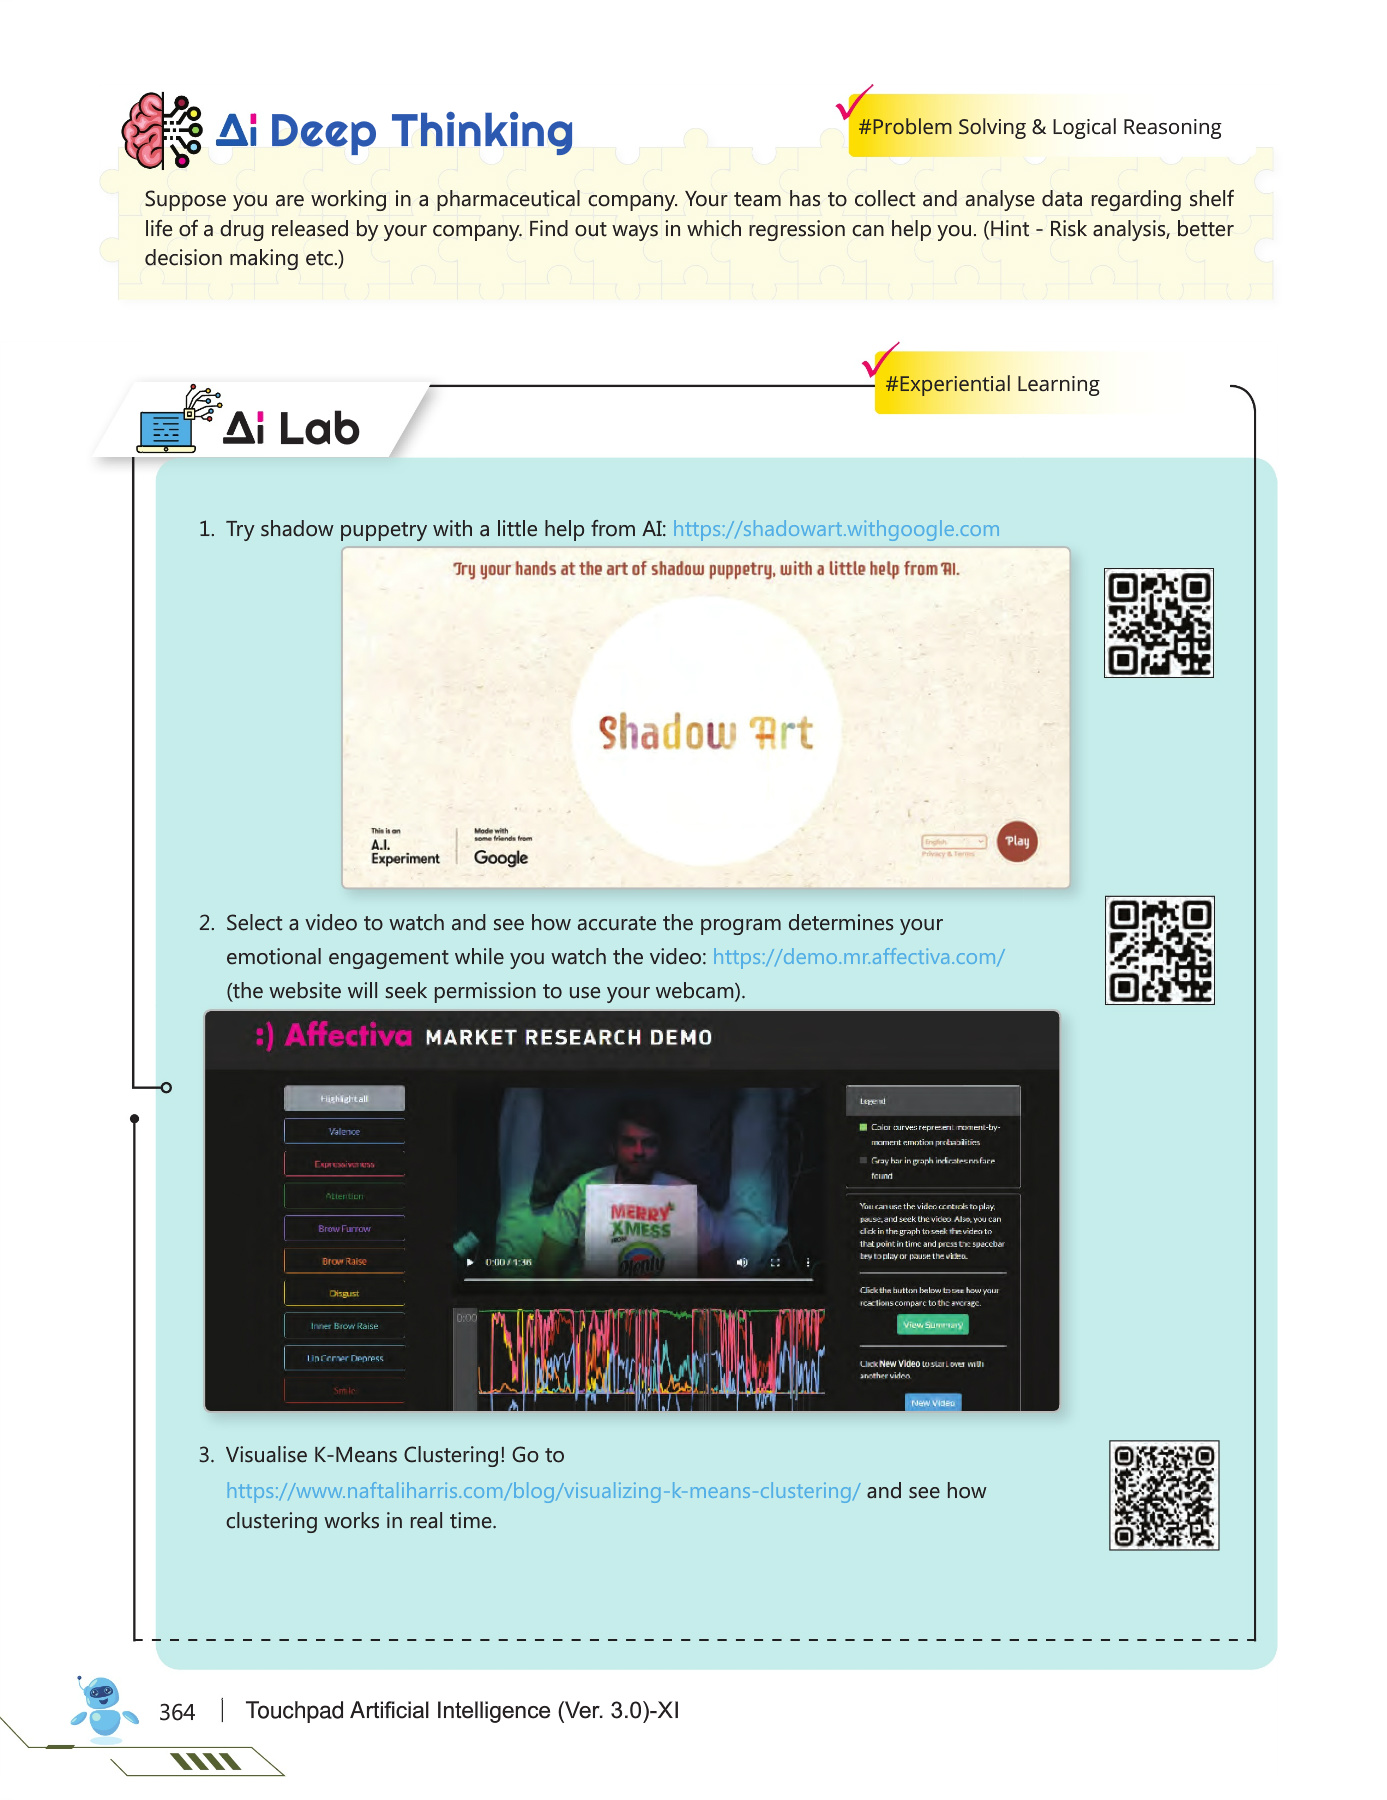 Ai Deep Thinking
#Problem Solving & Logical Reasoning
Suppose you are working in a pharmaceutical company. Your team has to collect and analyse data regarding shelf
life of a drug released by your company. Find out ways in which regression can help you. (Hint - Risk analysis, better
decision making etc.)
#Experiential Learning
Ai Lab
1. Try shadow puppetry with a little help from AI: https://shadowart.withgoogle.com
Try your hands at the art of shadow puppetry, with a little help from AI.
Shadow Art
This is an
A.I.
Experiment
Made with
some friends from
Google
English
Privacy & Terms
Play
2. Select a video to watch and see how accurate the program determines your
emotional engagement while you watch the video: https://demo.mr.affectiva.com/
(the website will seek permission to use your webcam).
:) Affectiva MARKET RESEARCH DEMO
Highlight all
Valence
Expressiveness
Attention
Brow Furrow
Brow Raise
Disgust
Inner Brow Raise
Lip Corner Depress
Smile
MERRY
XMESS
FROM
Plenty
0:00 / 1:36
0:00
Legend
Color curves represent moment-by-
moment emotion probabilities
Gray bar in graph indicates no face
found
You can use the video controls to play,
pause, and seek the video. Also, you can
click in the graph to seek the video to
that point in time and press the spacebar
key to play or pause the video.
Click the button below to see how your
reactions compare to the average.
View Summary
Click New Video to start over with
another video.
New Video
3. Visualise K-Means Clustering! Go to
https://www.naftaliharris.com/blog/visualizing-k-means-clustering/ and see how
clustering works in real time.
364
Touchpad Artificial Intelligence (Ver. 3.0)-XI